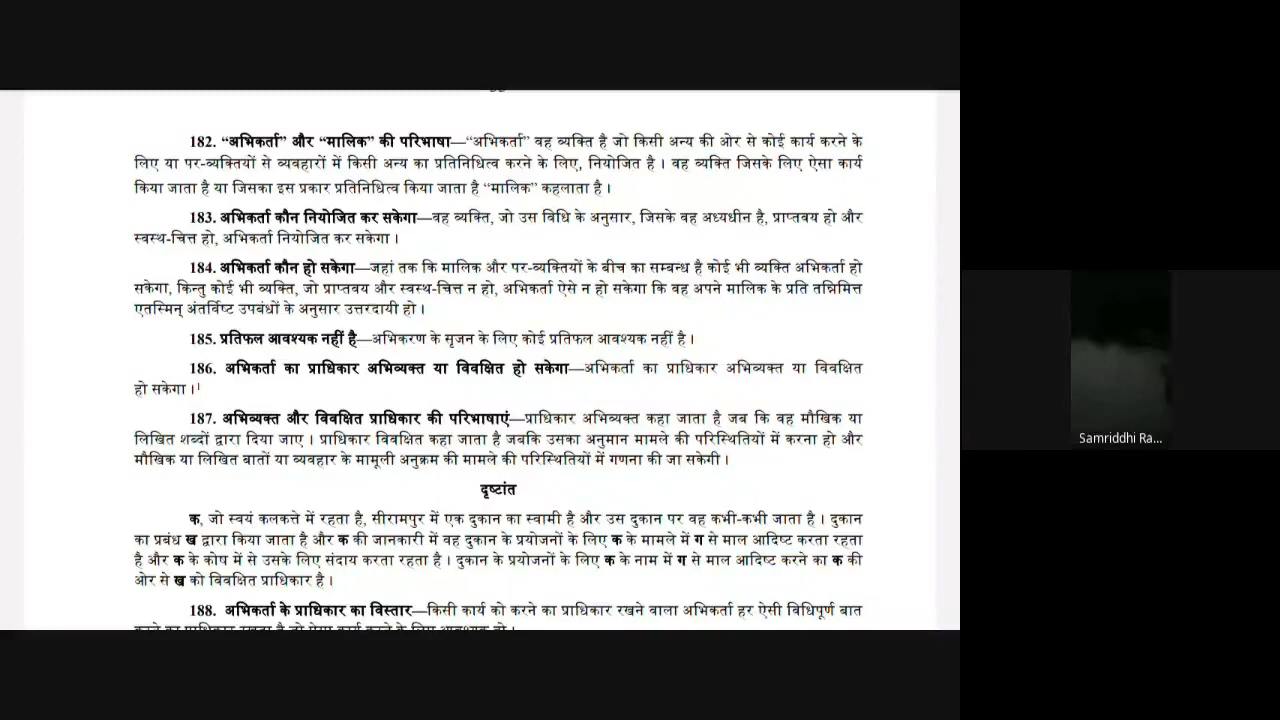 182. “अभिकर्ता” और “मालिक” की परिभाषा—“अभिकर्ता” वह व्यक्ति है जो किसी अन्य की ओर से कोई कार्य करने के
लिए या पर-व्यक्तियों से व्यवहारों में किसी अन्य का प्रतिनिधित्व करने के लिए, नियोजित है । वह व्यक्ति जिसके लिए ऐसा कार्य
किया जाता है या जिसका इस प्रकार प्रतिनिधित्व किया जाता है “मालिक” कहलाता है ।
183. अभिकर्ता कौन नियोजित कर सकेगा—वह व्यक्ति, जो उस विधि के अनुसार, जिसके वह अध्यधीन है, प्राप्तवय हो और
स्वस्थ-चित्त हो, अभिकर्ता नियोजित कर सकेगा ।
184. अभिकर्ता कौन हो सकेगा—जहां तक कि मालिक और पर-व्यक्तियों के बीच का सम्बन्ध है कोई भी व्यक्ति अभिकर्ता हो
सकेगा, किन्तु कोई भी व्यक्ति, जो प्राप्तवय और स्वस्थ-चित्त न हो, अभिकर्ता ऐसे न हो सकेगा कि वह अपने मालिक के प्रति तन्निमित्त
एतस्मिन् अंतर्विष्ट उपबंधों के अनुसार उत्तरदायी हो ।
185. प्रतिफल आवश्यक नहीं है—अभिकरण के सृजन के लिए कोई प्रतिफल आवश्यक नहीं है ।
186. अभिकर्ता का प्राधिकार अभिव्यक्त या विवक्षित हो सकेगा—अभिकर्ता का प्राधिकार अभिव्यक्त या विवक्षित
हो सकेगा ।¹
187. अभिव्यक्त और विवक्षित प्राधिकार की परिभाषाएं—प्राधिकार अभिव्यक्त कहा जाता है जब कि वह मौखिक या
लिखित शब्दों द्वारा दिया जाए । प्राधिकार विवक्षित कहा जाता है जबकि उसका अनुमान मामले की परिस्थितियों में करना हो और
मौखिक या लिखित बातों या व्यवहार के मामूली अनुक्रम की मामले की परिस्थितियों में गणना की जा सकेगी ।
दृष्टांत
क, जो स्वयं कलकत्ते में रहता है, सीरामपुर में एक दुकान का स्वामी है और उस दुकान पर वह कभी-कभी जाता है । दुकान
का प्रबंध ख द्वारा किया जाता है और क की जानकारी में वह दुकान के प्रयोजनों के लिए क के मामले में ग से माल आदिष्ट करता रहता
है और क के कोष में से उसके लिए संदाय करता रहता है । दुकान के प्रयोजनों के लिए क के नाम में ग से माल आदिष्ट करने का क की
ओर से ख को विवक्षित प्राधिकार है ।
188. अभिकर्ता के प्राधिकार का विस्तार—किसी कार्य को करने का प्राधिकार रखने वाला अभिकर्ता हर ऐसी विधिपूर्ण बात
Samriddhi Ra...